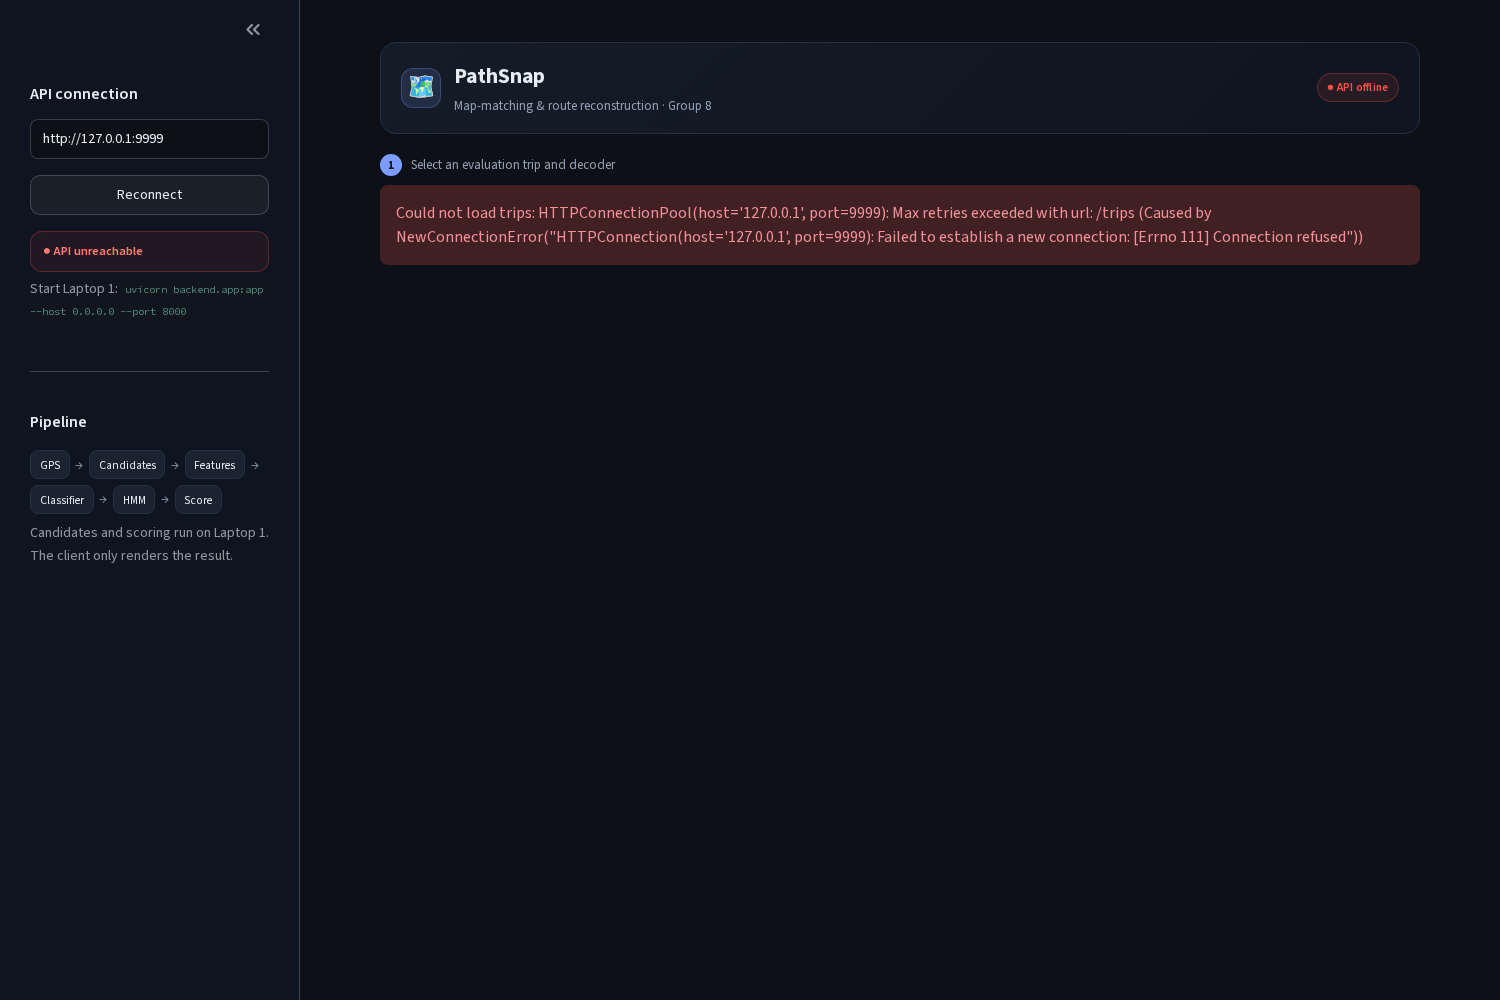 API connection
http://127.0.0.1:9999
Reconnect
● API unreachable
Start Laptop 1: uvicorn backend.app:app
--host 0.0.0.0 --port 8000
Pipeline
GPS → Candidates → Features →
Classifier → HMM → Score
Candidates and scoring run on Laptop 1.
The client only renders the result.
PathSnap
Map-matching & route reconstruction · Group 8
● API offline
1 Select an evaluation trip and decoder
Could not load trips: HTTPConnectionPool(host='127.0.0.1', port=9999): Max retries exceeded with url: /trips (Caused by
NewConnectionError("HTTPConnection(host='127.0.0.1', port=9999): Failed to establish a new connection: [Errno 111] Connection refused"))